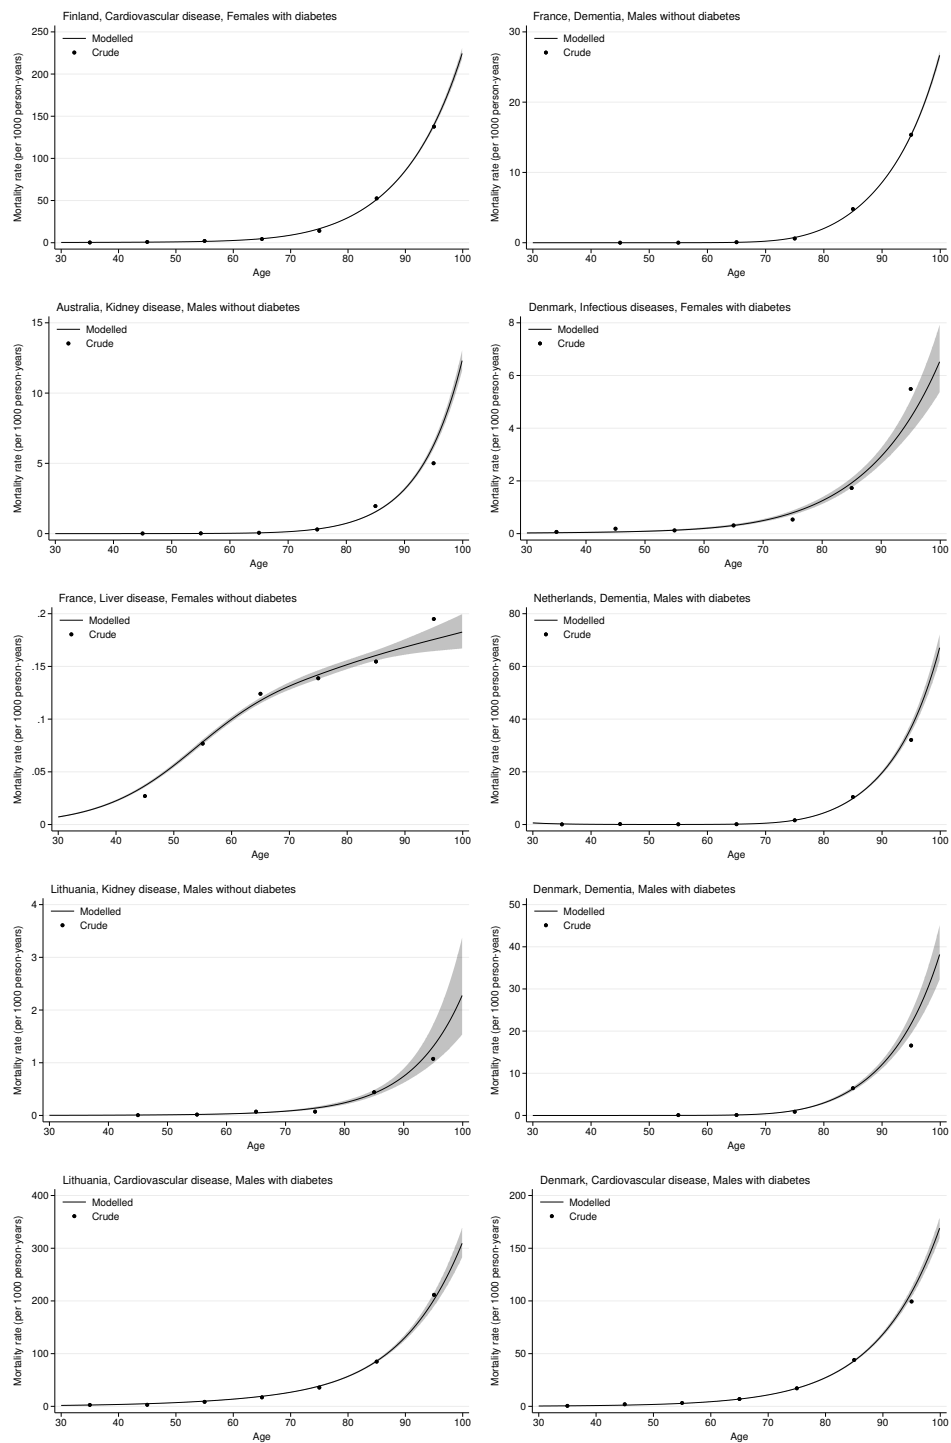 Finland, Cardiovascular disease, Females with diabetes
Mortality rate (per 1000 person-years)
250
200
150
100
50
0
Modelled
Crude
30 40 50 60 70 80 90 100
Age
France, Dementia, Males without diabetes
Mortality rate (per 1000 person-years)
30
20
10
0
Modelled
Crude
30 40 50 60 70 80 90 100
Age
Australia, Kidney disease, Males without diabetes
Mortality rate (per 1000 person-years)
15
10
5
0
Modelled
Crude
30 40 50 60 70 80 90 100
Age
Denmark, Infectious diseases, Females with diabetes
Mortality rate (per 1000 person-years)
8
6
4
2
0
Modelled
Crude
30 40 50 60 70 80 90 100
Age
France, Liver disease, Females without diabetes
Mortality rate (per 1000 person-years)
.2
.15
.1
.05
0
Modelled
Crude
30 40 50 60 70 80 90 100
Age
Netherlands, Dementia, Males with diabetes
Mortality rate (per 1000 person-years)
80
60
40
20
0
Modelled
Crude
30 40 50 60 70 80 90 100
Age
Lithuania, Kidney disease, Males without diabetes
Mortality rate (per 1000 person-years)
4
3
2
1
0
Modelled
Crude
30 40 50 60 70 80 90 100
Age
Denmark, Dementia, Males with diabetes
Mortality rate (per 1000 person-years)
50
40
30
20
10
0
Modelled
Crude
30 40 50 60 70 80 90 100
Age
Lithuania, Cardiovascular disease, Males with diabetes
Mortality rate (per 1000 person-years)
400
300
200
100
0
Modelled
Crude
30 40 50 60 70 80 90 100
Age
Denmark, Cardiovascular disease, Males with diabetes
Mortality rate (per 1000 person-years)
200
150
100
50
0
Modelled
Crude
30 40 50 60 70 80 90 100
Age